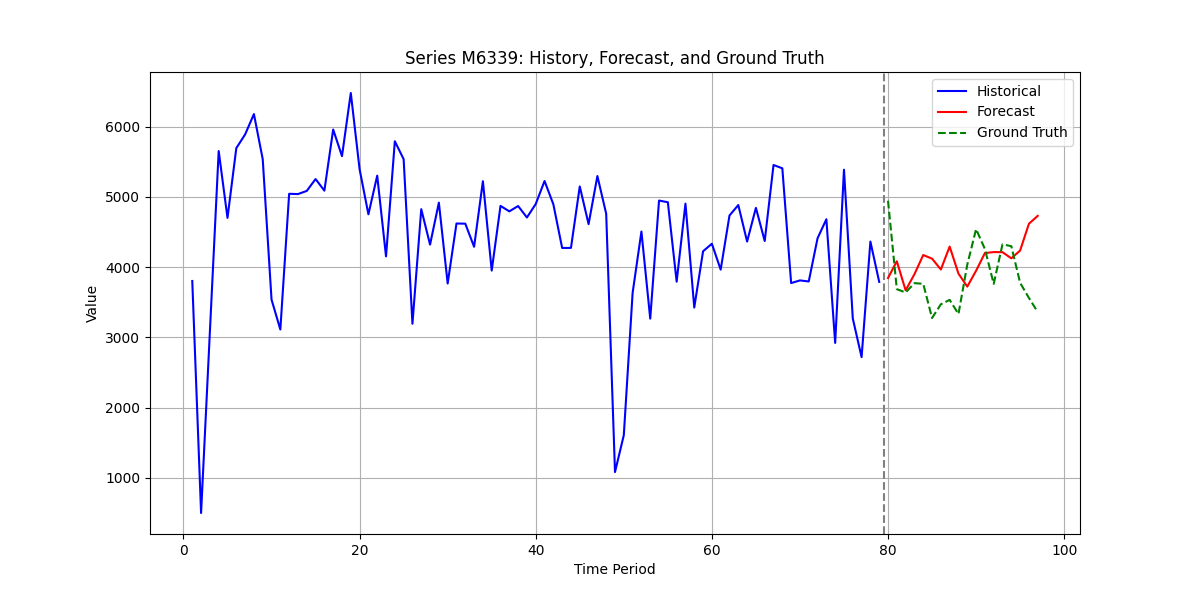 Series M6339: History, Forecast, and Ground Truth
Historical
Forecast
Ground Truth
6000
5000
4000
3000
2000
1000
Value
0 20 40 60 80 100
Time Period